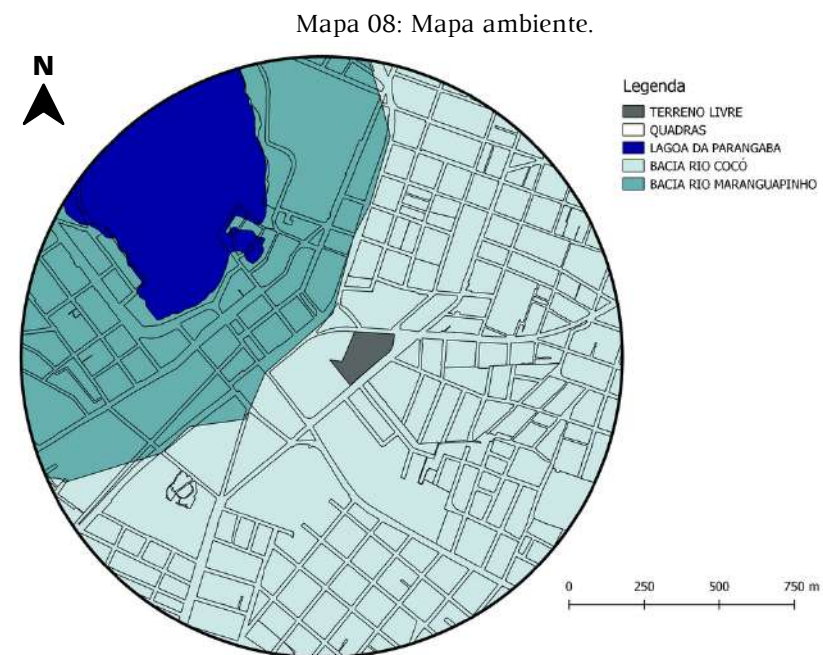 Mapa 08: Mapa ambiente.
N
Legenda
TERRENO LIVRE
QUADRAS
LAGOA DA PARANGABA
BACIA RIO COCÓ
BACIA RIO MARANGUAPINHO
0 250 500 750 m